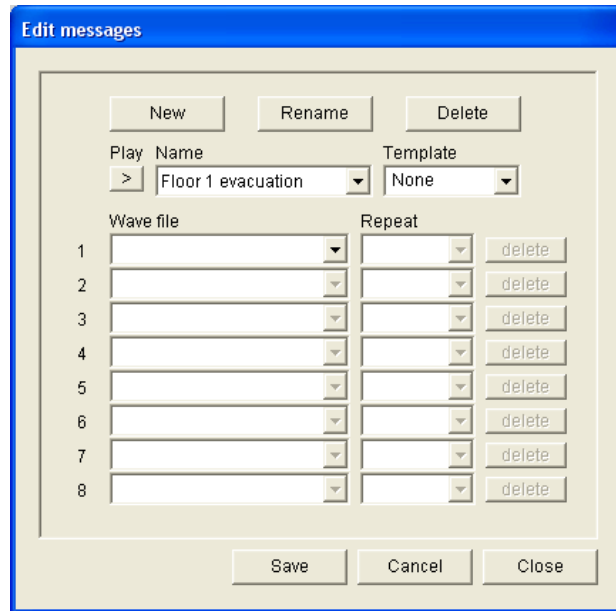 Edit messages
New Rename Delete
Play Name Template
> Floor 1 evacuation None
Wave file Repeat
1 delete
2 delete
3 delete
4 delete
5 delete
6 delete
7 delete
8 delete
Save Cancel Close